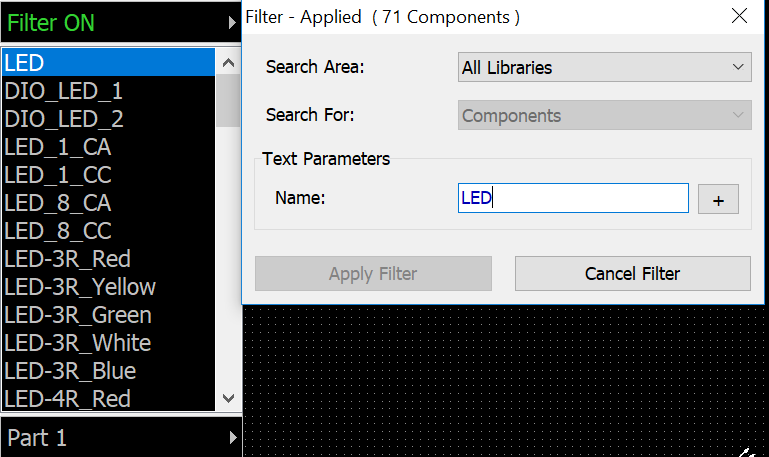 Filter ON
LED
DIO_LED_1
DIO_LED_2
LED_1_CA
LED_1_CC
LED_8_CA
LED_8_CC
LED-3R_Red
LED-3R_Yellow
LED-3R_Green
LED-3R_White
LED-3R_Blue
LED-4R_Red
Part 1
Filter - Applied ( 71 Components )
Search Area: All Libraries
Search For: Components
Text Parameters
Name: LED +
Apply Filter Cancel Filter